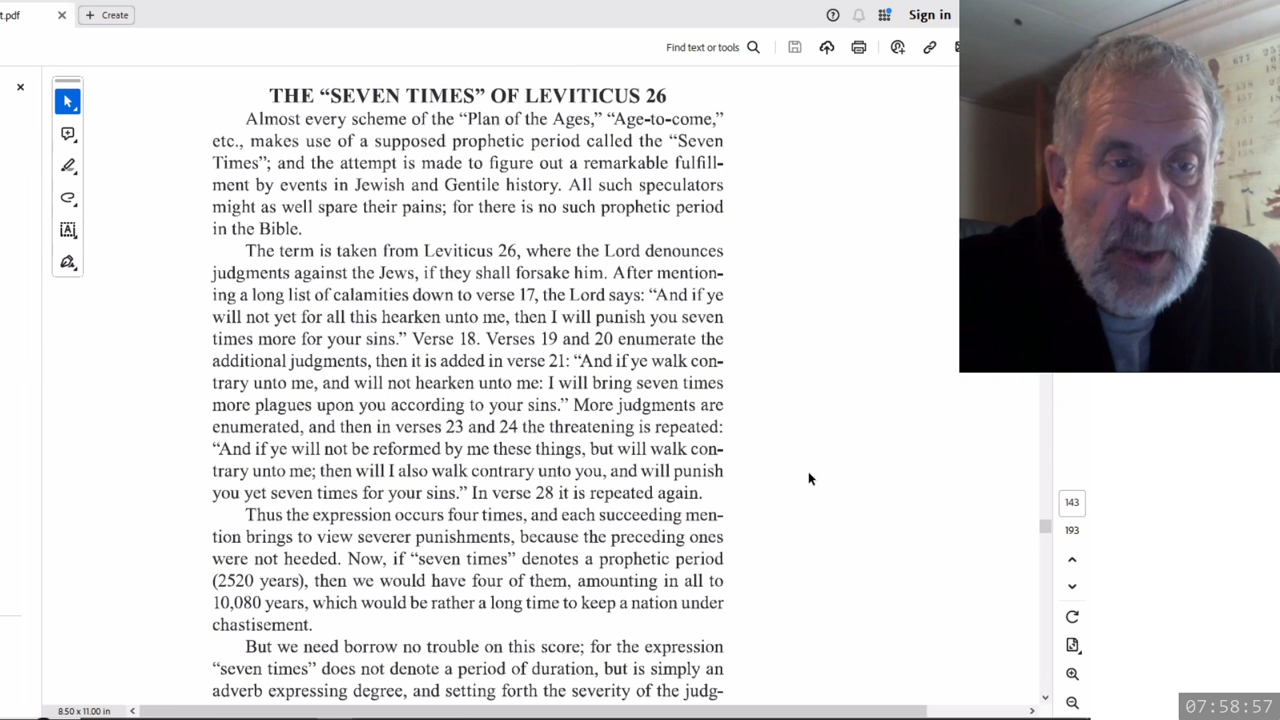 t.pdf
Create
Sign in
Find text or tools
THE “SEVEN TIMES” OF LEVITICUS 26
Almost every scheme of the “Plan of the Ages,” “Age-to-come,”
etc., makes use of a supposed prophetic period called the “Seven
Times”; and the attempt is made to figure out a remarkable fulfill-
ment by events in Jewish and Gentile history. All such speculators
might as well spare their pains; for there is no such prophetic period
in the Bible.
The term is taken from Leviticus 26, where the Lord denounces
judgments against the Jews, if they shall forsake him. After mention-
ing a long list of calamities down to verse 17, the Lord says: “And if ye
will not yet for all this hearken unto me, then I will punish you seven
times more for your sins.” Verse 18. Verses 19 and 20 enumerate the
additional judgments, then it is added in verse 21: “And if ye walk con-
trary unto me, and will not hearken unto me: I will bring seven times
more plagues upon you according to your sins.” More judgments are
enumerated, and then in verses 23 and 24 the threatening is repeated:
“And if ye will not be reformed by me these things, but will walk con-
trary unto me; then will I also walk contrary unto you, and will punish
you yet seven times for your sins.” In verse 28 it is repeated again.
Thus the expression occurs four times, and each succeeding men-
tion brings to view severer punishments, because the preceding ones
were not heeded. Now, if “seven times” denotes a prophetic period
(2520 years), then we would have four of them, amounting in all to
10,080 years, which would be rather a long time to keep a nation under
chastisement.
But we need borrow no trouble on this score; for the expression
“seven times” does not denote a period of duration, but is simply an
adverb expressing degree, and setting forth the severity of the judg-
143
193
8.50 x 11.00 in
07:58:57